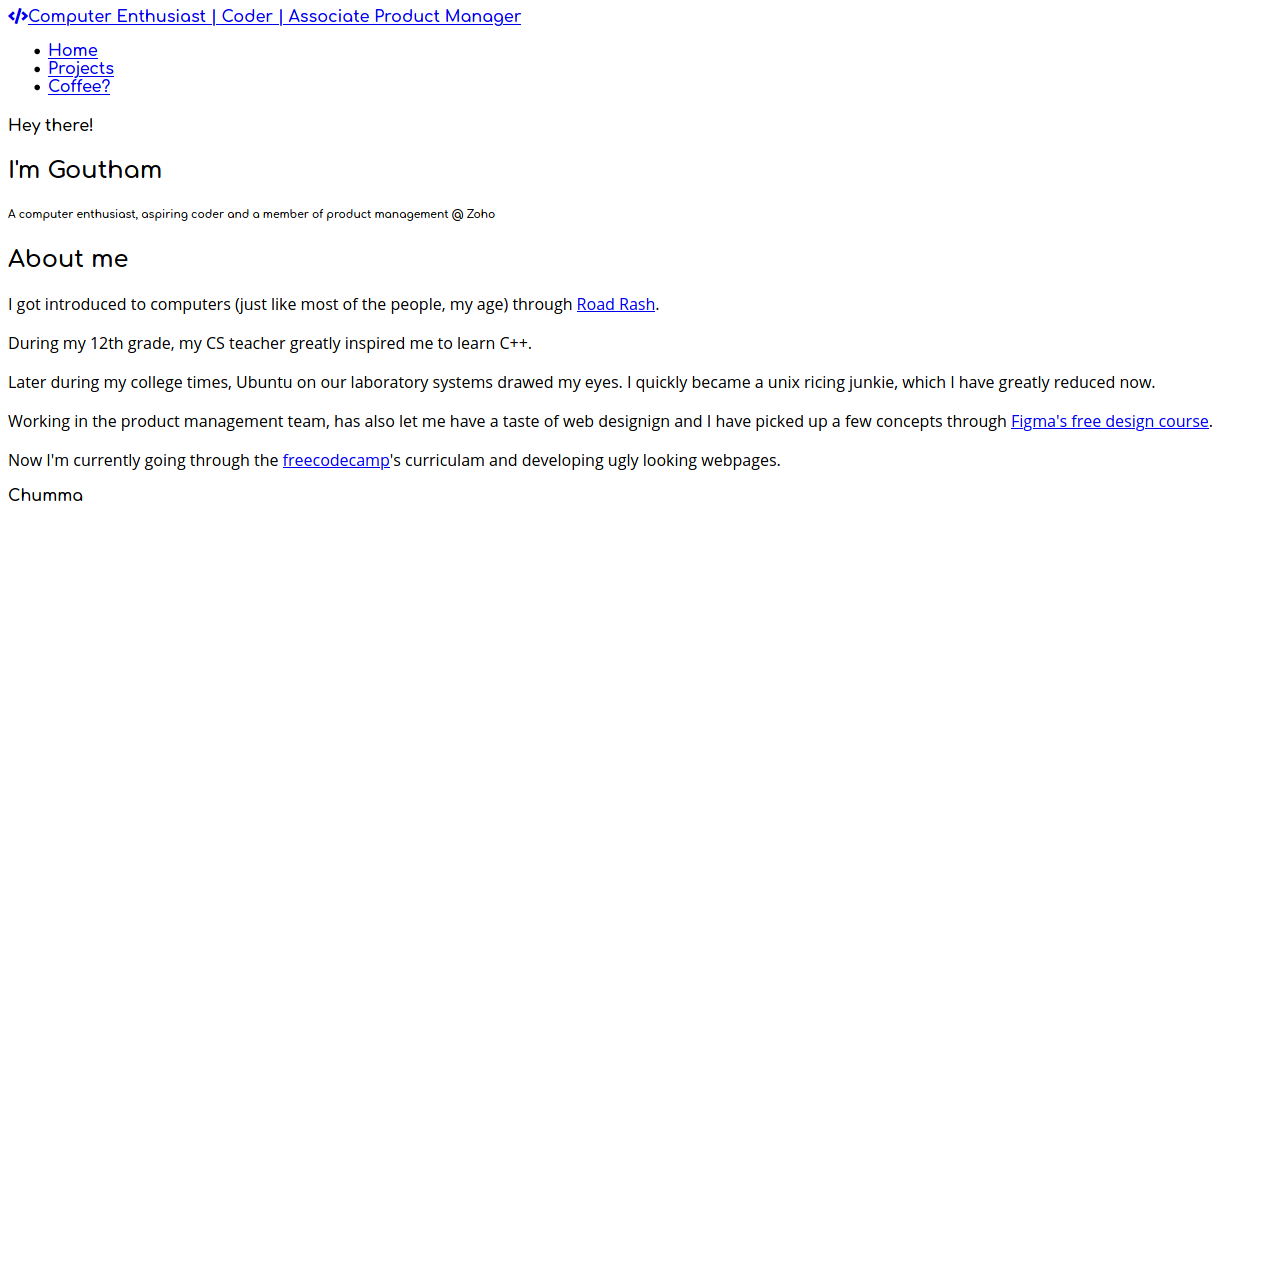 Computer Enthusiast | Coder | Associate Product Manager
Home
Projects
Coffee?
Hey there!
I'm Goutham
A computer enthusiast, aspiring coder and a member of product management @ Zoho
About me
I got introduced to computers (just like most of the people, my age) through Road Rash.
During my 12th grade, my CS teacher greatly inspired me to learn C++.
Later during my college times, Ubuntu on our laboratory systems drawed my eyes. I quickly became a unix ricing junkie, which I have greatly reduced now.
Working in the product management team, has also let me have a taste of web designign and I have picked up a few concepts through Figma's free design course.
Now I'm currently going through the freecodecamp's curriculam and developing ugly looking webpages.
Chumma